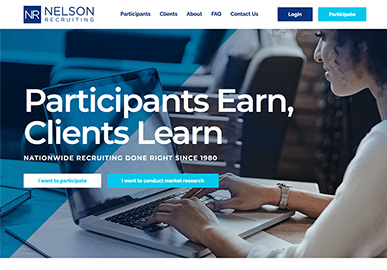 NR NELSON
RECRUITING
Participants Clients About FAQ Contact Us Login Participate
Participants Earn,
Clients Learn
NATIONWIDE RECRUITING DONE RIGHT SINCE 1980
I want to participate I want to conduct market research